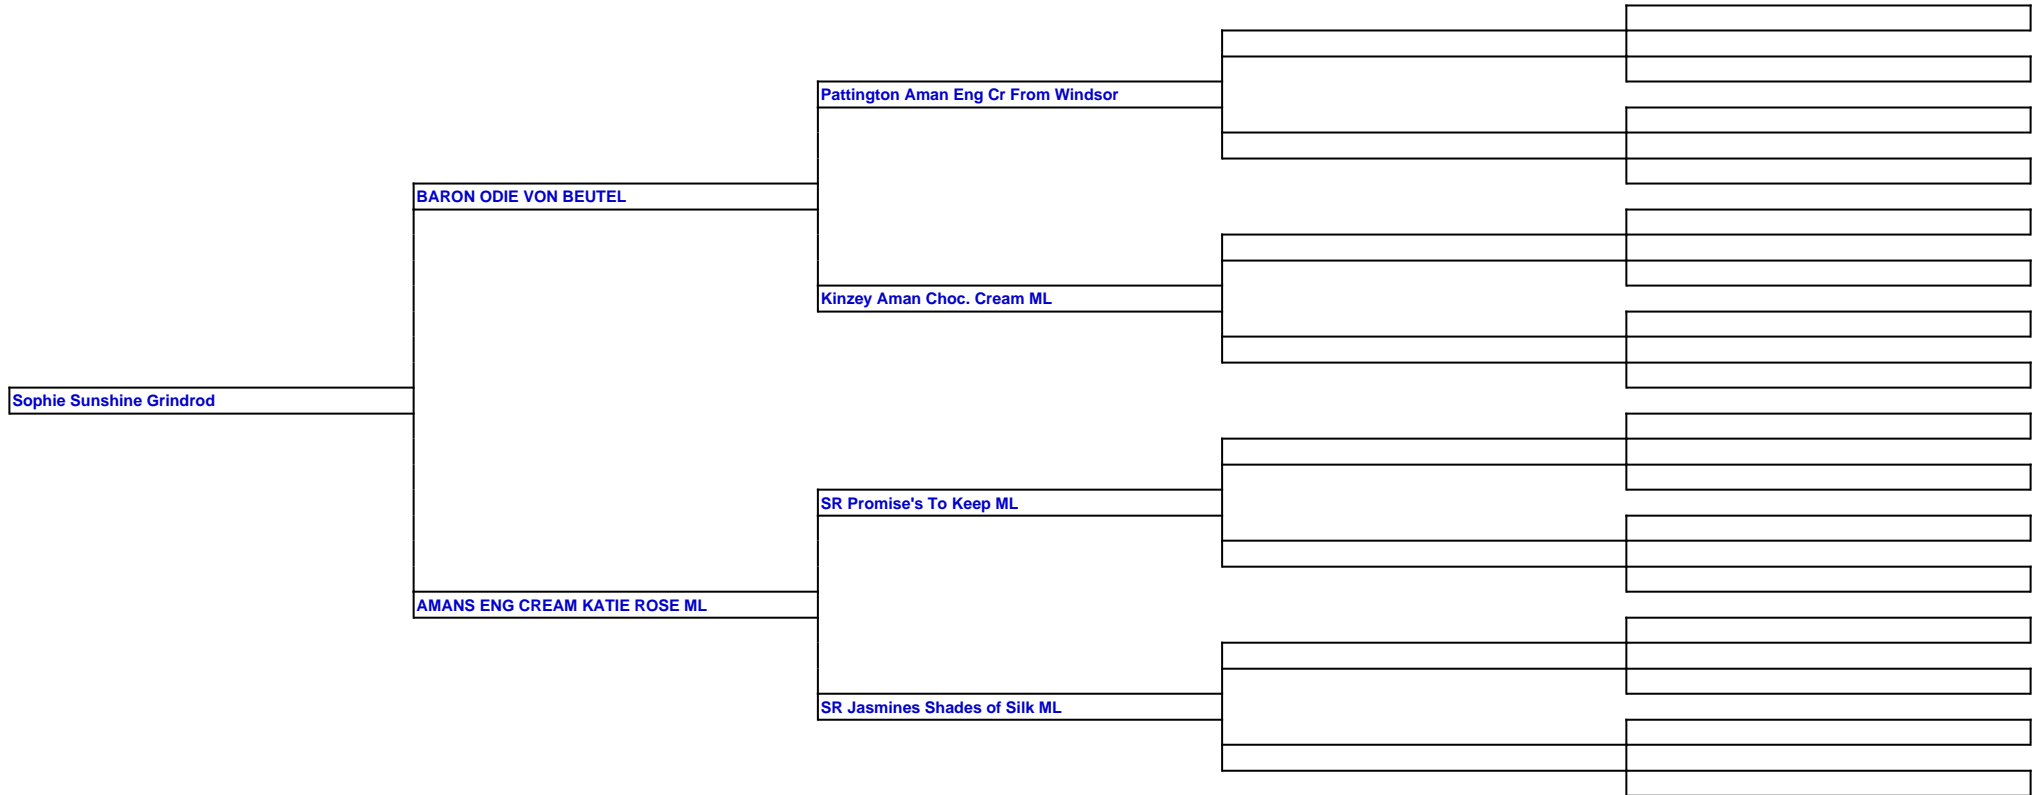 Pattington Aman Eng Cr From Windsor
BARON ODIE VON BEUTEL
Kinzey Aman Choc. Cream ML
Sophie Sunshine Grindrod
SR Promise's To Keep ML
AMANS ENG CREAM KATIE ROSE ML
SR Jasmines Shades of Silk ML